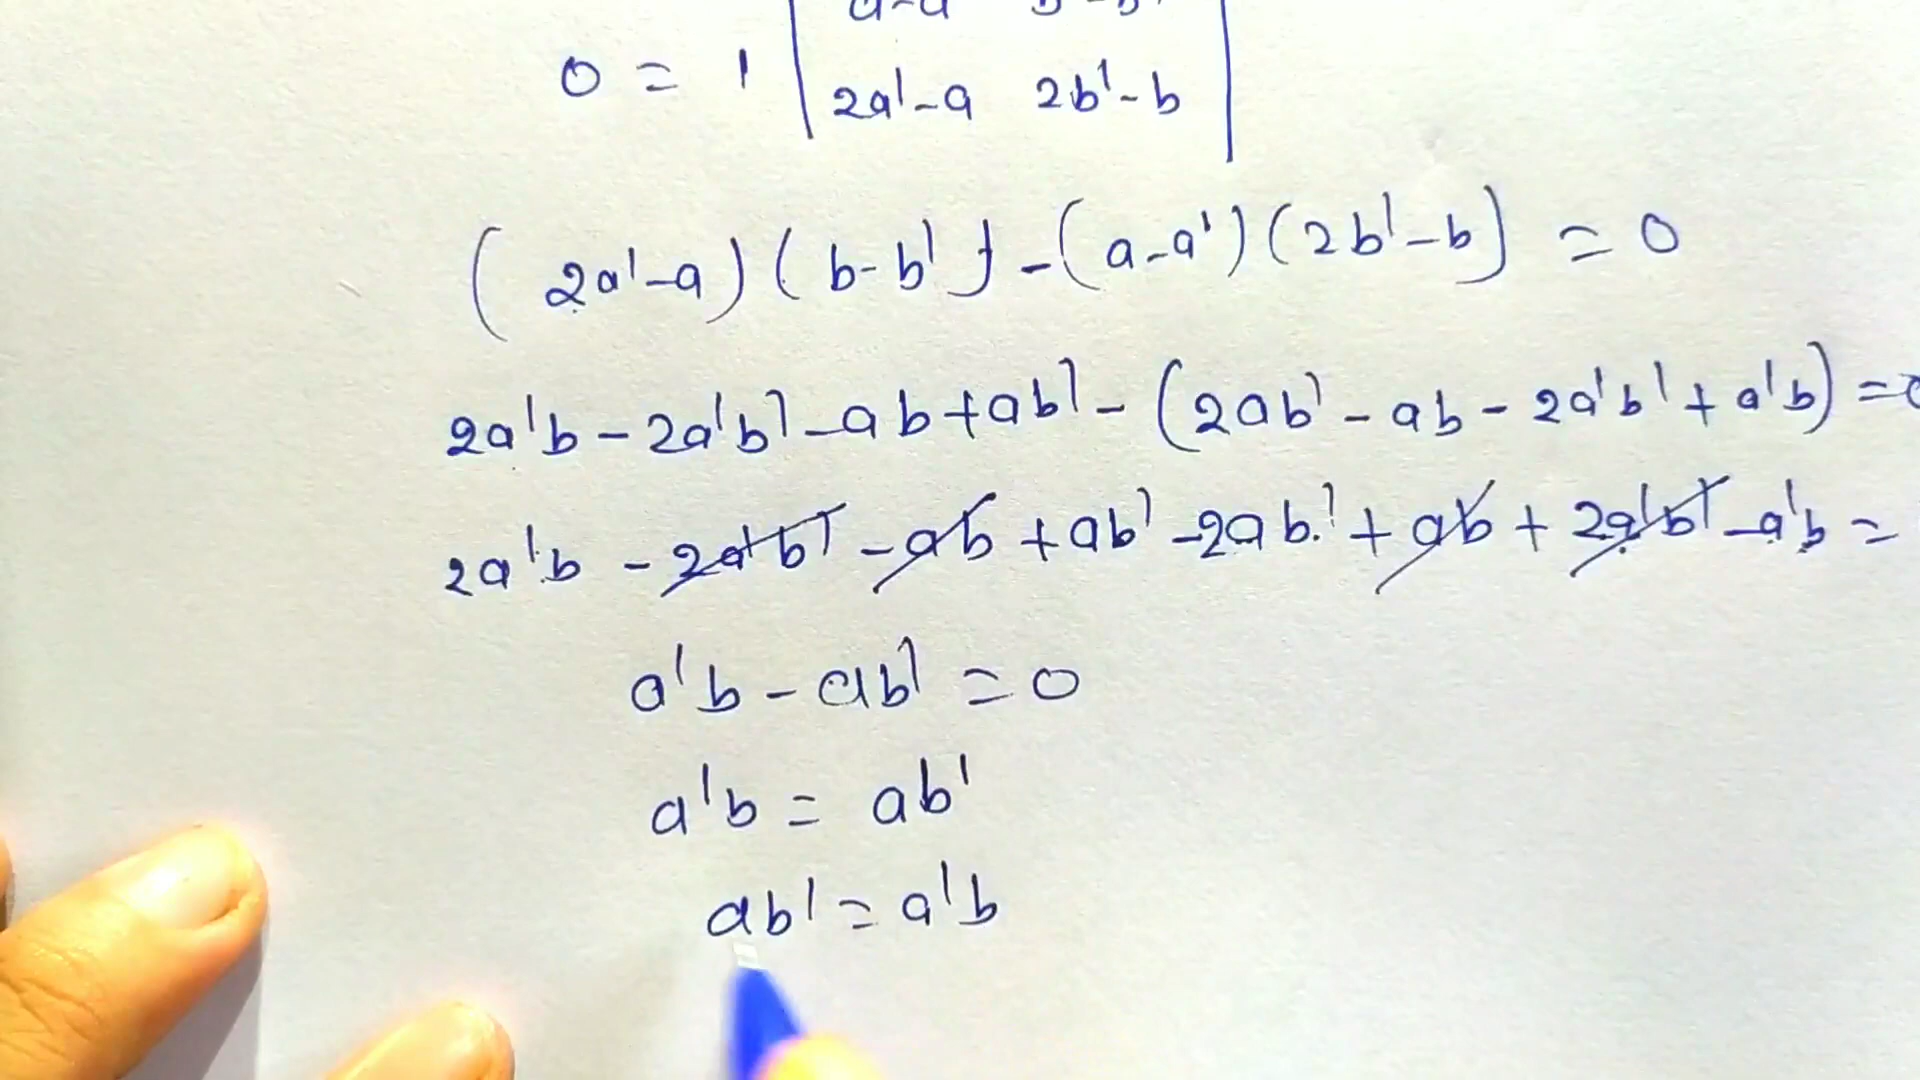 a-a' b-b'
0 = 1 | 2a'-a 2b'-b |
(2a'-a)(b-b') - (a-a')(2b'-b) = 0
2a'b - 2a'b' - ab + ab' - (2ab' - ab - 2a'b' + a'b) = 0
2a'b - 2a'b' - ab + ab' - 2ab' + ab + 2a'b' - a'b =
a'b - ab' = 0
a'b = ab'
ab' = a'b